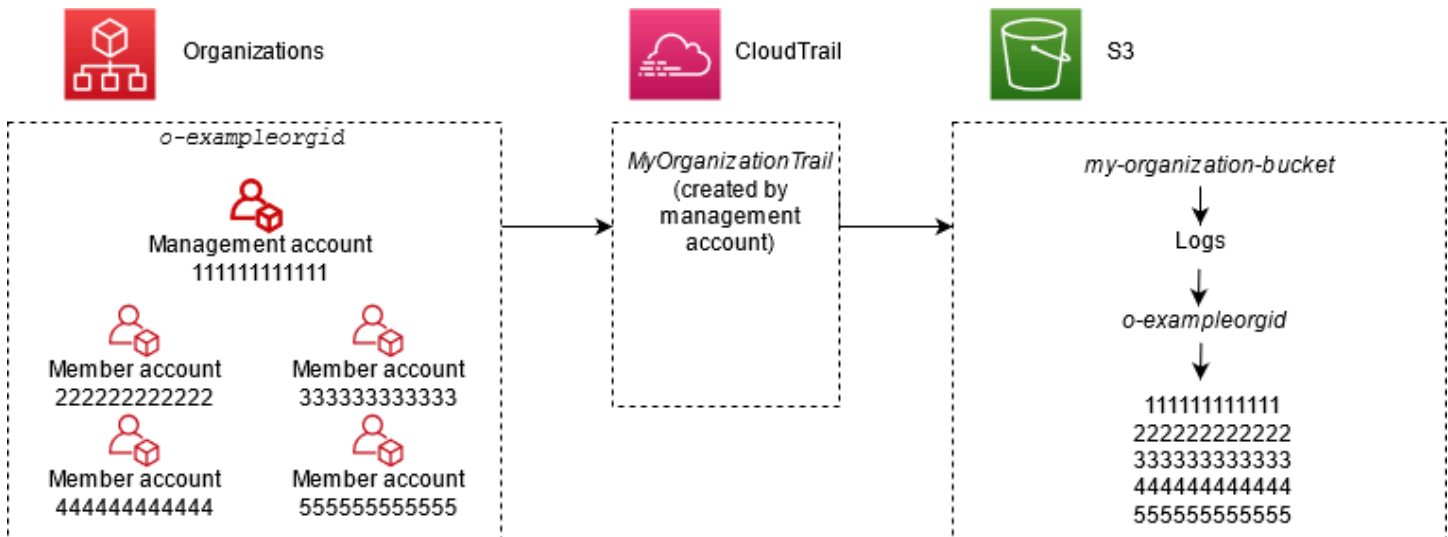 Organizations
CloudTrail
S3
o-exampleorgid
Management account
111111111111
Member account
222222222222
Member account
333333333333
Member account
444444444444
Member account
555555555555
MyOrganizationTrail
(created by
management
account)
my-organization-bucket
Logs
o-exampleorgid
111111111111
222222222222
333333333333
444444444444
555555555555